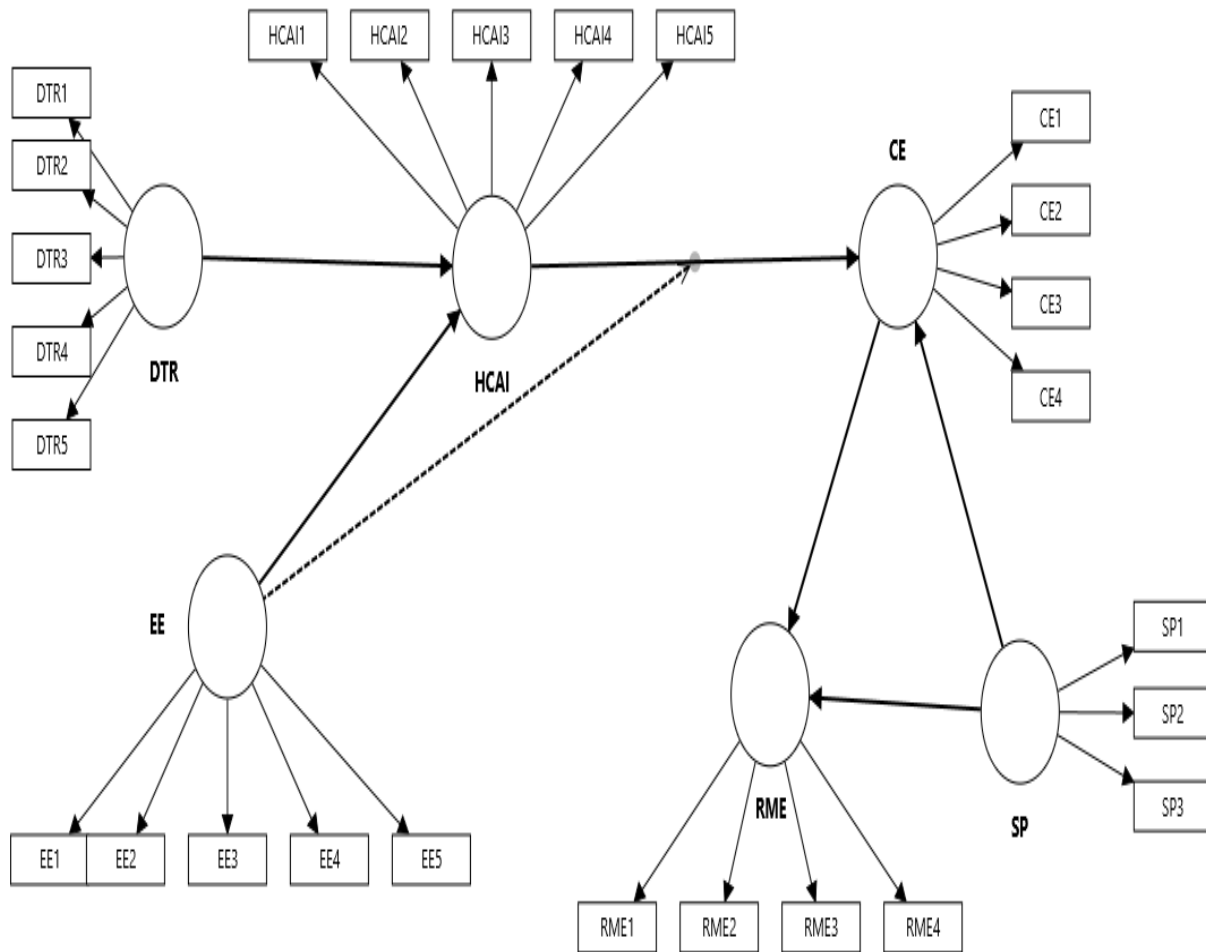 HCAI1 HCAI2 HCAI3 HCAI4 HCAI5
DTR1
DTR2
DTR3
DTR4
DTR5
DTR
HCAI
CE
CE1
CE2
CE3
CE4
EE
EE1 EE2 EE3 EE4 EE5
RME
SP
SP1
SP2
SP3
RME1 RME2 RME3 RME4